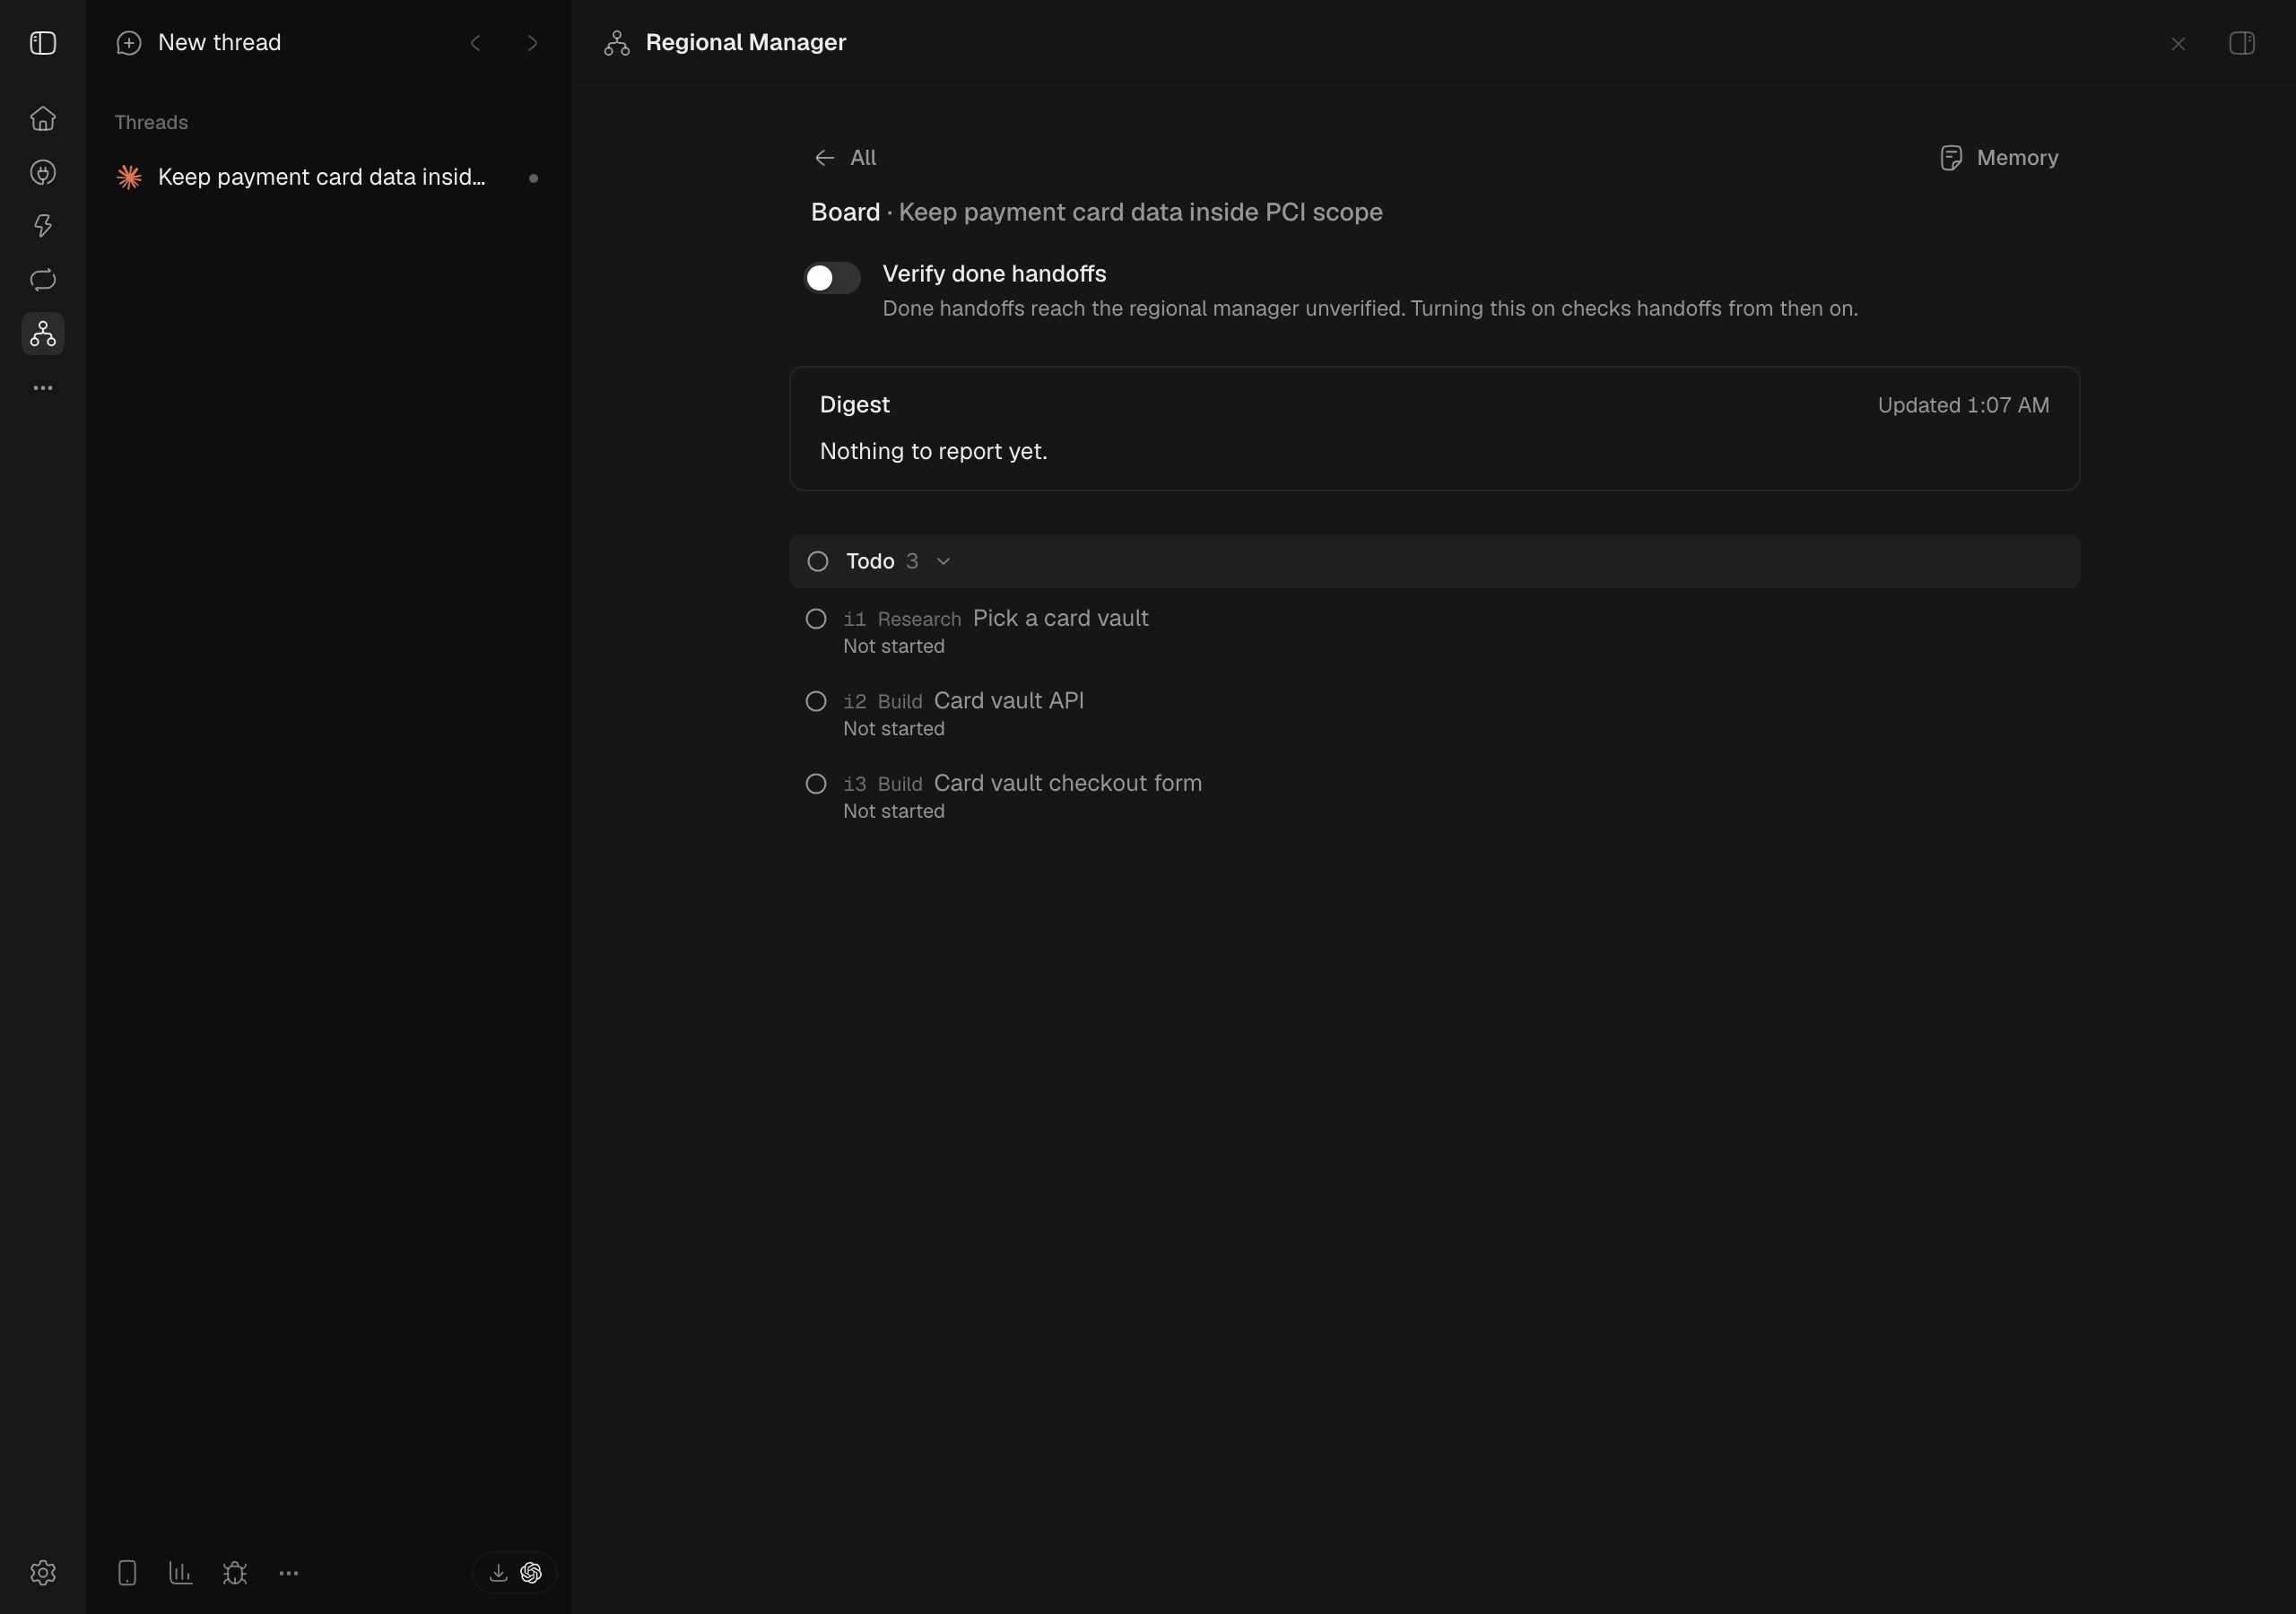 New thread
Threads
Keep payment card data insid...
Regional Manager
All
Memory
Board · Keep payment card data inside PCI scope
Verify done handoffs
Done handoffs reach the regional manager unverified. Turning this on checks handoffs from then on.
Digest
Updated 1:07 AM
Nothing to report yet.
Todo 3
i1 Research Pick a card vault
Not started
i2 Build Card vault API
Not started
i3 Build Card vault checkout form
Not started